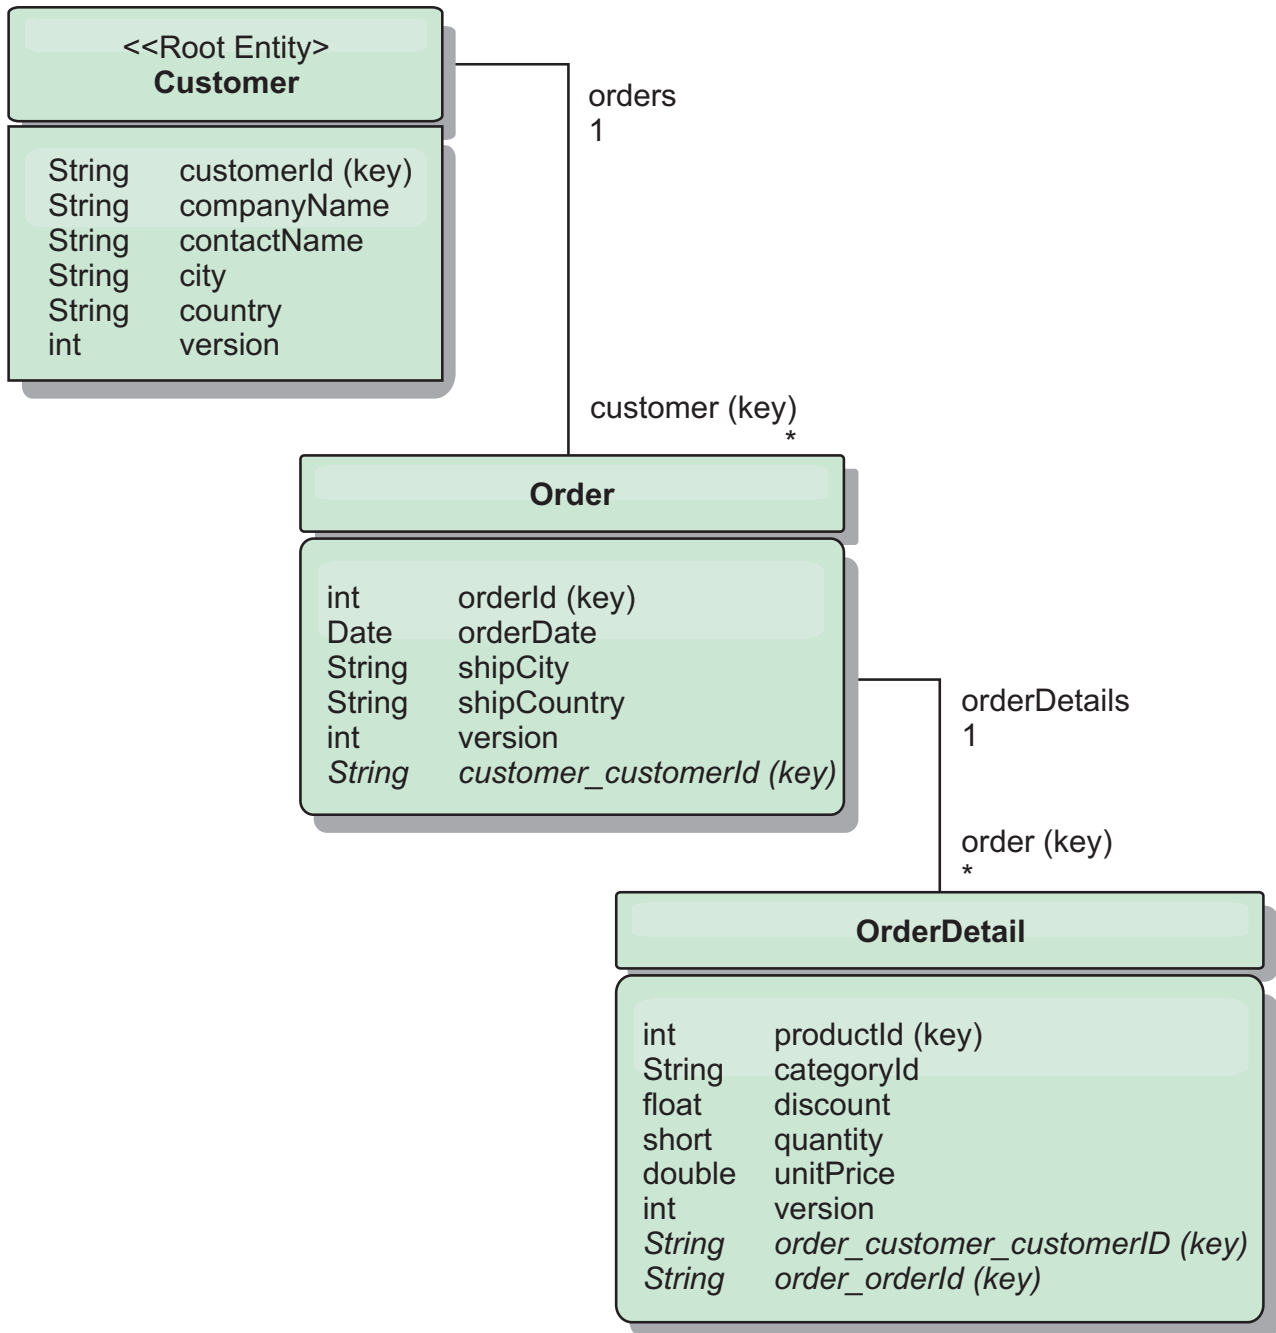 <<Root Entity>
Customer
String customerId (key)
String companyName
String contactName
String city
String country
int version
orders
1
customer (key)
*
Order
int orderId (key)
Date orderDate
String shipCity
String shipCountry
int version
String customer_customerId (key)
orderDetails
1
order (key)
*
OrderDetail
int productId (key)
String categoryId
float discount
short quantity
double unitPrice
int version
String order_customer_customerID (key)
String order_orderId (key)